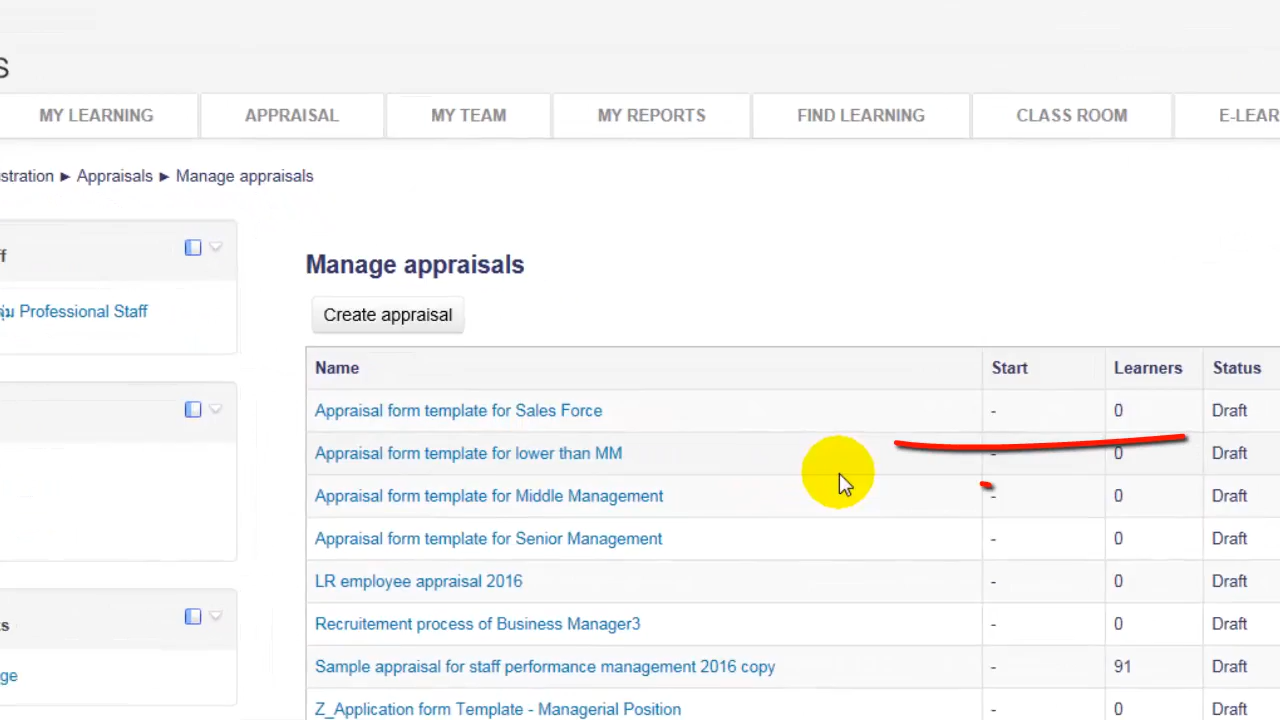 S
MY LEARNING APPRAISAL MY TEAM MY REPORTS FIND LEARNING CLASS ROOM E-LEAR
stration ► Appraisals ► Manage appraisals
ff
Professional Staff
s
ge
Manage appraisals
Create appraisal
Name Start Learners Status
Appraisal form template for Sales Force - 0 Draft
Appraisal form template for lower than MM - 0 Draft
Appraisal form template for Middle Management - 0 Draft
Appraisal form template for Senior Management - 0 Draft
LR employee appraisal 2016 - 0 Draft
Recruitement process of Business Manager3 - 0 Draft
Sample appraisal for staff performance management 2016 copy - 91 Draft
Z_Application form Template - Managerial Position - 0 Draft